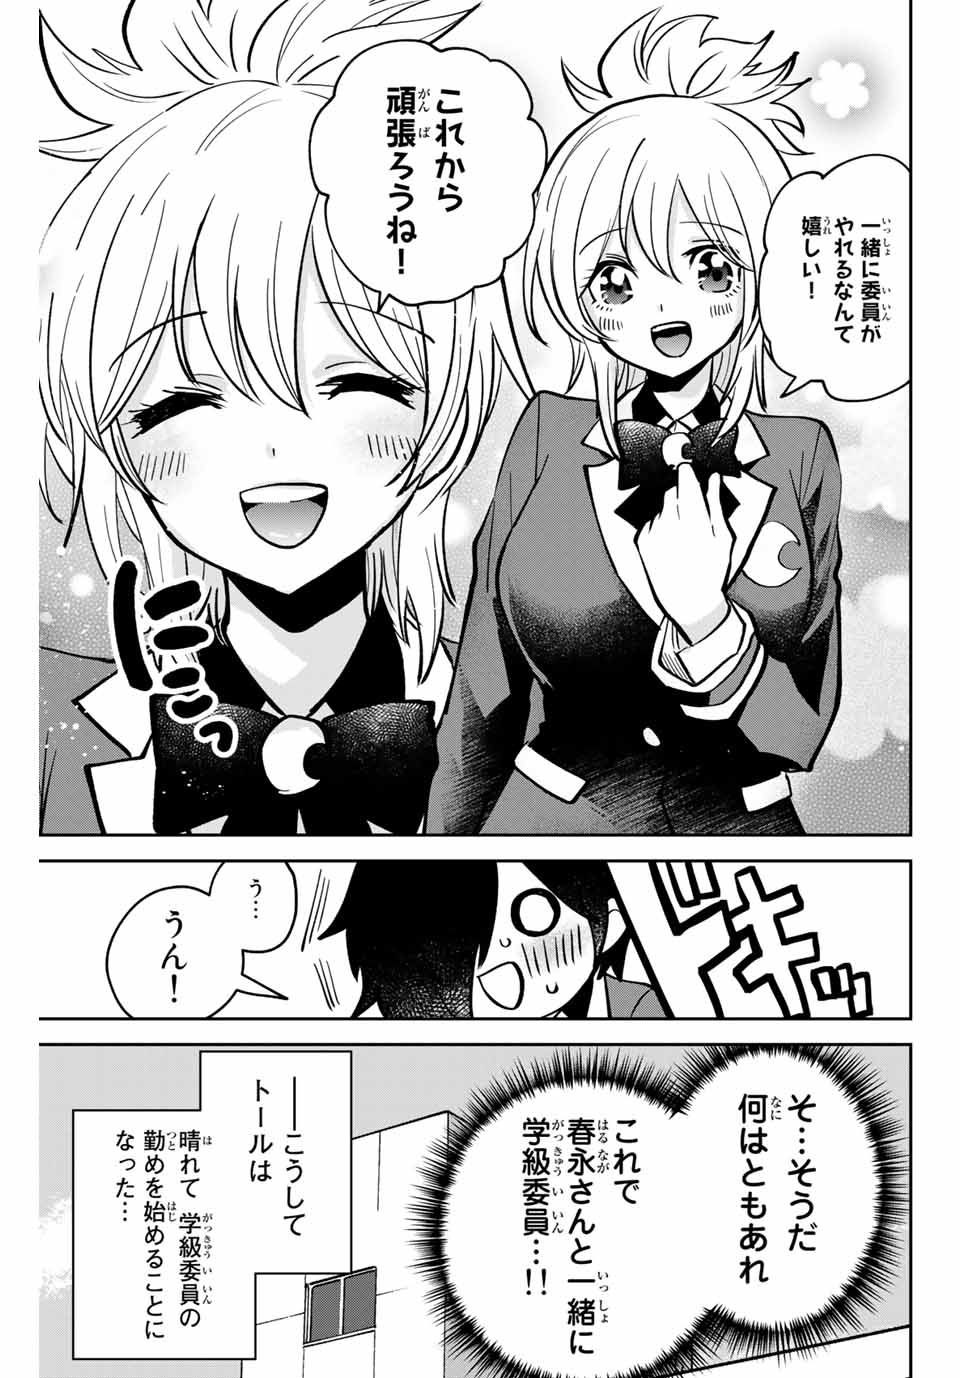 一緒に委員が
やれるなんて
嬉しい！
これから
頑張ろうね！
にこっ
ドキッ
う…
うん！
そ…そうだ
何はともあれ
これで
春永さんと一緒に
学級委員…!!
──こうして
トールは
晴れて 学級委員の
勤めを始めることに
なった…